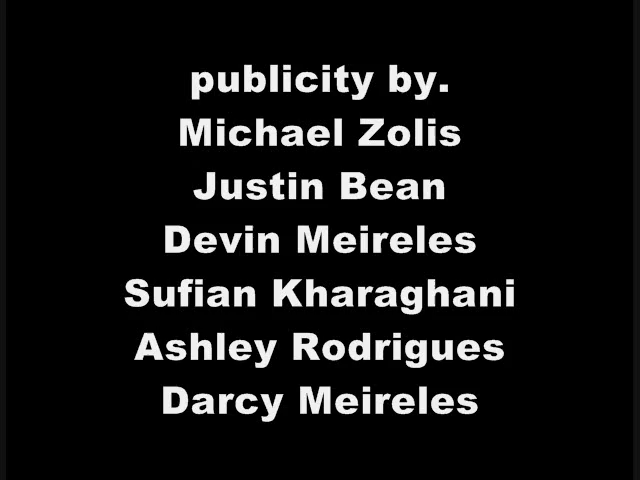 publicity by.
Michael Zolis
Justin Bean
Devin Meireles
Sufian Kharaghani
Ashley Rodrigues
Darcy Meireles